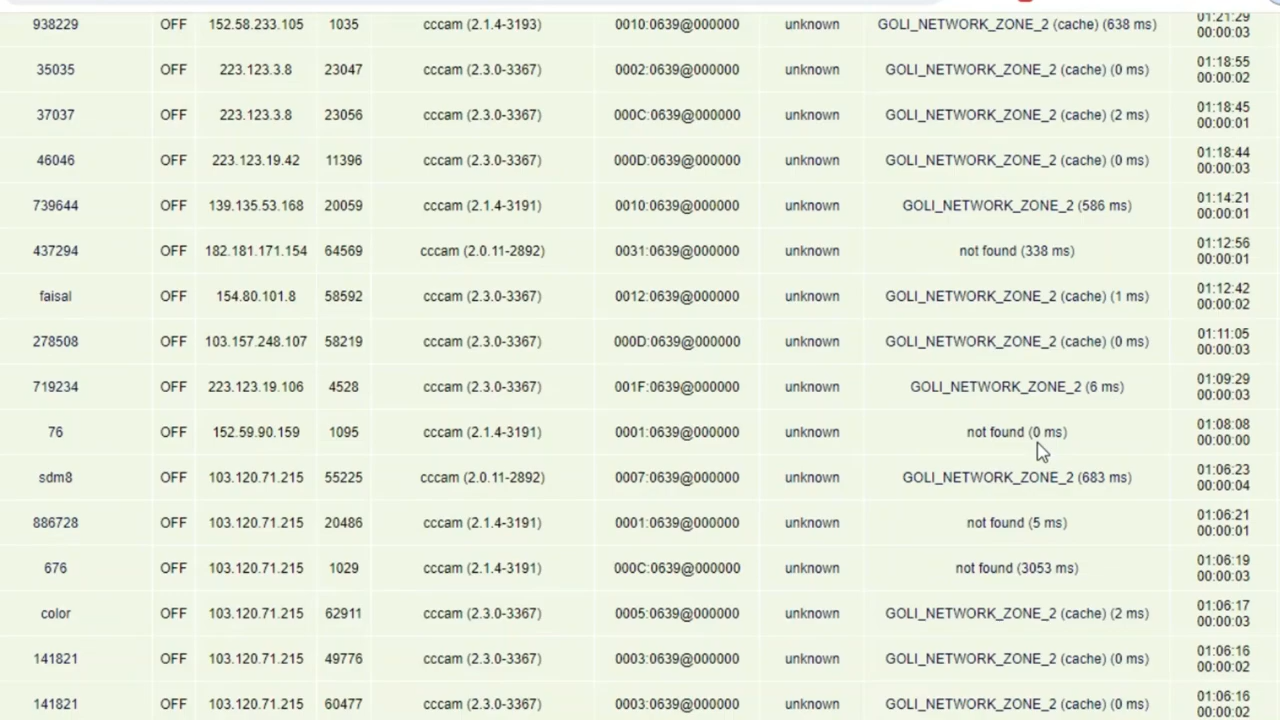 938229 OFF 152.58.233.105 1035 cccam (2.1.4-3193) 0010:0639@000000 unknown GOLI_NETWORK_ZONE_2 (cache) (638 ms) 01:21:29
00:00:03
35035 OFF 223.123.3.8 23047 cccam (2.3.0-3367) 0002:0639@000000 unknown GOLI_NETWORK_ZONE_2 (cache) (0 ms) 01:18:55
00:00:02
37037 OFF 223.123.3.8 23056 cccam (2.3.0-3367) 000C:0639@000000 unknown GOLI_NETWORK_ZONE_2 (cache) (2 ms) 01:18:45
00:00:01
46046 OFF 223.123.19.42 11396 cccam (2.3.0-3367) 000D:0639@000000 unknown GOLI_NETWORK_ZONE_2 (cache) (0 ms) 01:18:44
00:00:03
739644 OFF 139.135.53.168 20059 cccam (2.1.4-3191) 0010:0639@000000 unknown GOLI_NETWORK_ZONE_2 (586 ms) 01:14:21
00:00:01
437294 OFF 182.181.171.154 64569 cccam (2.0.11-2892) 0031:0639@000000 unknown not found (338 ms) 01:12:56
00:00:01
faisal OFF 154.80.101.8 58592 cccam (2.3.0-3367) 0012:0639@000000 unknown GOLI_NETWORK_ZONE_2 (cache) (1 ms) 01:12:42
00:00:02
278508 OFF 103.157.248.107 58219 cccam (2.3.0-3367) 000D:0639@000000 unknown GOLI_NETWORK_ZONE_2 (cache) (0 ms) 01:11:05
00:00:03
719234 OFF 223.123.19.106 4528 cccam (2.3.0-3367) 001F:0639@000000 unknown GOLI_NETWORK_ZONE_2 (6 ms) 01:09:29
00:00:03
76 OFF 152.59.90.159 1095 cccam (2.1.4-3191) 0001:0639@000000 unknown not found (0 ms) 01:08:08
00:00:00
sdm8 OFF 103.120.71.215 55225 cccam (2.0.11-2892) 0007:0639@000000 unknown GOLI_NETWORK_ZONE_2 (683 ms) 01:06:23
00:00:04
886728 OFF 103.120.71.215 20486 cccam (2.1.4-3191) 0001:0639@000000 unknown not found (5 ms) 01:06:21
00:00:01
676 OFF 103.120.71.215 1029 cccam (2.1.4-3191) 000C:0639@000000 unknown not found (3053 ms) 01:06:19
00:00:03
color OFF 103.120.71.215 62911 cccam (2.3.0-3367) 0005:0639@000000 unknown GOLI_NETWORK_ZONE_2 (cache) (2 ms) 01:06:17
00:00:03
141821 OFF 103.120.71.215 49776 cccam (2.3.0-3367) 0003:0639@000000 unknown GOLI_NETWORK_ZONE_2 (cache) (0 ms) 01:06:16
00:00:02
141821 OFF 103.120.71.215 60477 cccam (2.3.0-3367) 0003:0639@000000 unknown GOLI_NETWORK_ZONE_2 (cache) (0 ms) 01:06:16
00:00:02